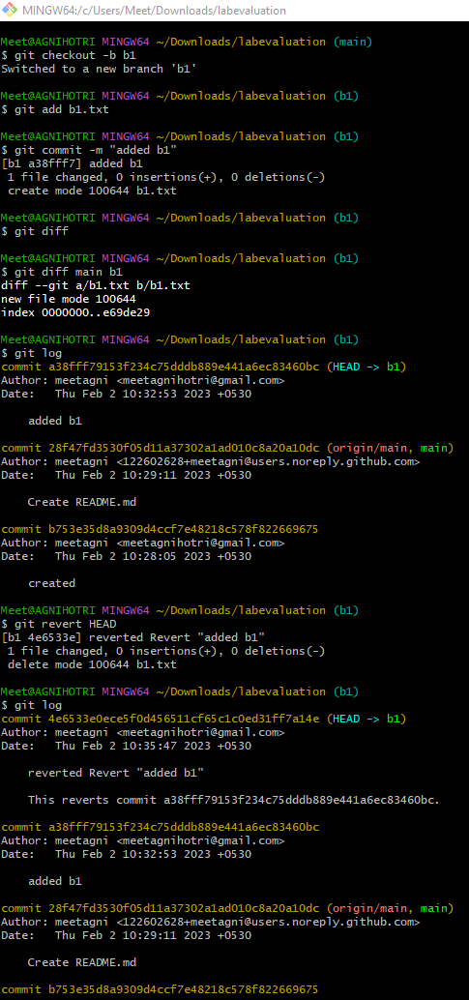 MINGW64:/c/Users/Meet/Downloads/labevaluation
Meet@AGNIHOTRI MINGW64 ~/Downloads/labevaluation (main)
$ git checkout -b b1
Switched to a new branch 'b1'
Meet@AGNIHOTRI MINGW64 ~/Downloads/labevaluation (b1)
$ git add b1.txt
Meet@AGNIHOTRI MINGW64 ~/Downloads/labevaluation (b1)
$ git commit -m "added b1"
[b1 a38fff7] added b1
 1 file changed, 0 insertions(+), 0 deletions(-)
 create mode 100644 b1.txt
Meet@AGNIHOTRI MINGW64 ~/Downloads/labevaluation (b1)
$ git diff
Meet@AGNIHOTRI MINGW64 ~/Downloads/labevaluation (b1)
$ git diff main b1
diff --git a/b1.txt b/b1.txt
new file mode 100644
index 0000000..e69de29
Meet@AGNIHOTRI MINGW64 ~/Downloads/labevaluation (b1)
$ git log
commit a38fff79153f234c75dddb889e441a6ec83460bc (HEAD -> b1)
Author: meetagni <meetagnihotri@gmail.com>
Date:   Thu Feb 2 10:32:53 2023 +0530
    added b1
commit 28f47fd3530f05d11a37302a1ad010c8a20a10dc (origin/main, main)
Author: meetagni <122602628+meetagni@users.noreply.github.com>
Date:   Thu Feb 2 10:29:11 2023 +0530
    Create README.md
commit b753e35d8a9309d4ccf7e48218c578f822669675
Author: meetagni <meetagnihotri@gmail.com>
Date:   Thu Feb 2 10:28:05 2023 +0530
    created
Meet@AGNIHOTRI MINGW64 ~/Downloads/labevaluation (b1)
$ git revert HEAD
[b1 4e6533e] reverted Revert "added b1"
 1 file changed, 0 insertions(+), 0 deletions(-)
 delete mode 100644 b1.txt
Meet@AGNIHOTRI MINGW64 ~/Downloads/labevaluation (b1)
$ git log
commit 4e6533e0ece5f0d456511cf65c1c0ed31ff7a14e (HEAD -> b1)
Author: meetagni <meetagnihotri@gmail.com>
Date:   Thu Feb 2 10:35:47 2023 +0530
    reverted Revert "added b1"
    This reverts commit a38fff79153f234c75dddb889e441a6ec83460bc.
commit a38fff79153f234c75dddb889e441a6ec83460bc
Author: meetagni <meetagnihotri@gmail.com>
Date:   Thu Feb 2 10:32:53 2023 +0530
    added b1
commit 28f47fd3530f05d11a37302a1ad010c8a20a10dc (origin/main, main)
Author: meetagni <122602628+meetagni@users.noreply.github.com>
Date:   Thu Feb 2 10:29:11 2023 +0530
    Create README.md
commit b753e35d8a9309d4ccf7e48218c578f822669675